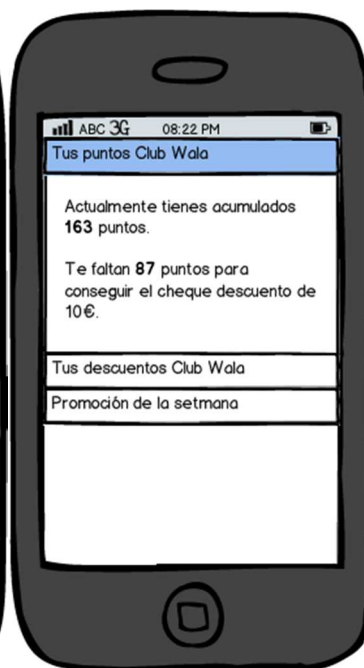 ABC 3G 08:22 PM
Tus puntos Club Wala
Actualmente tienes acumulados
163 puntos.
Te faltan 87 puntos para
conseguir el cheque descuento de
10€.
Tus descuentos Club Wala
Promoción de la setmana